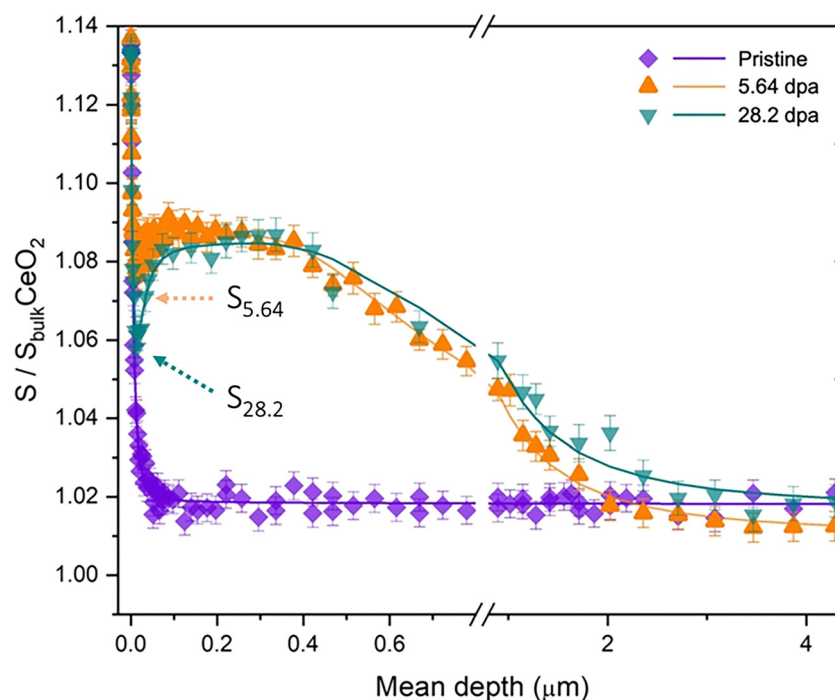 1.14
1.12
1.10
1.08
1.06
1.04
1.02
1.00
S / S_bulkCeO₂
Pristine
5.64 dpa
28.2 dpa
S_5.64
S_28.2
0.0 0.2 0.4 0.6 2 4
Mean depth (μm)